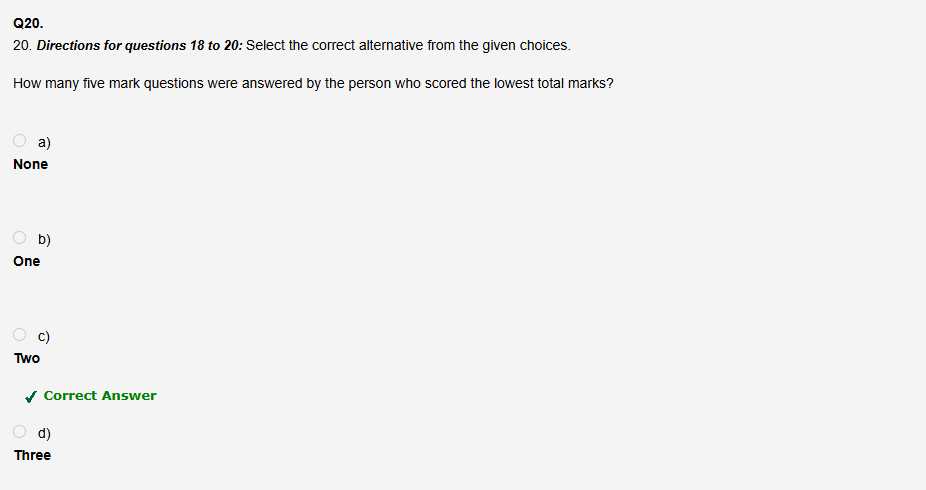 Q20.
20. Directions for questions 18 to 20: Select the correct alternative from the given choices.
How many five mark questions were answered by the person who scored the lowest total marks?
a)
None
b)
One
c)
Two
✓ Correct Answer
d)
Three